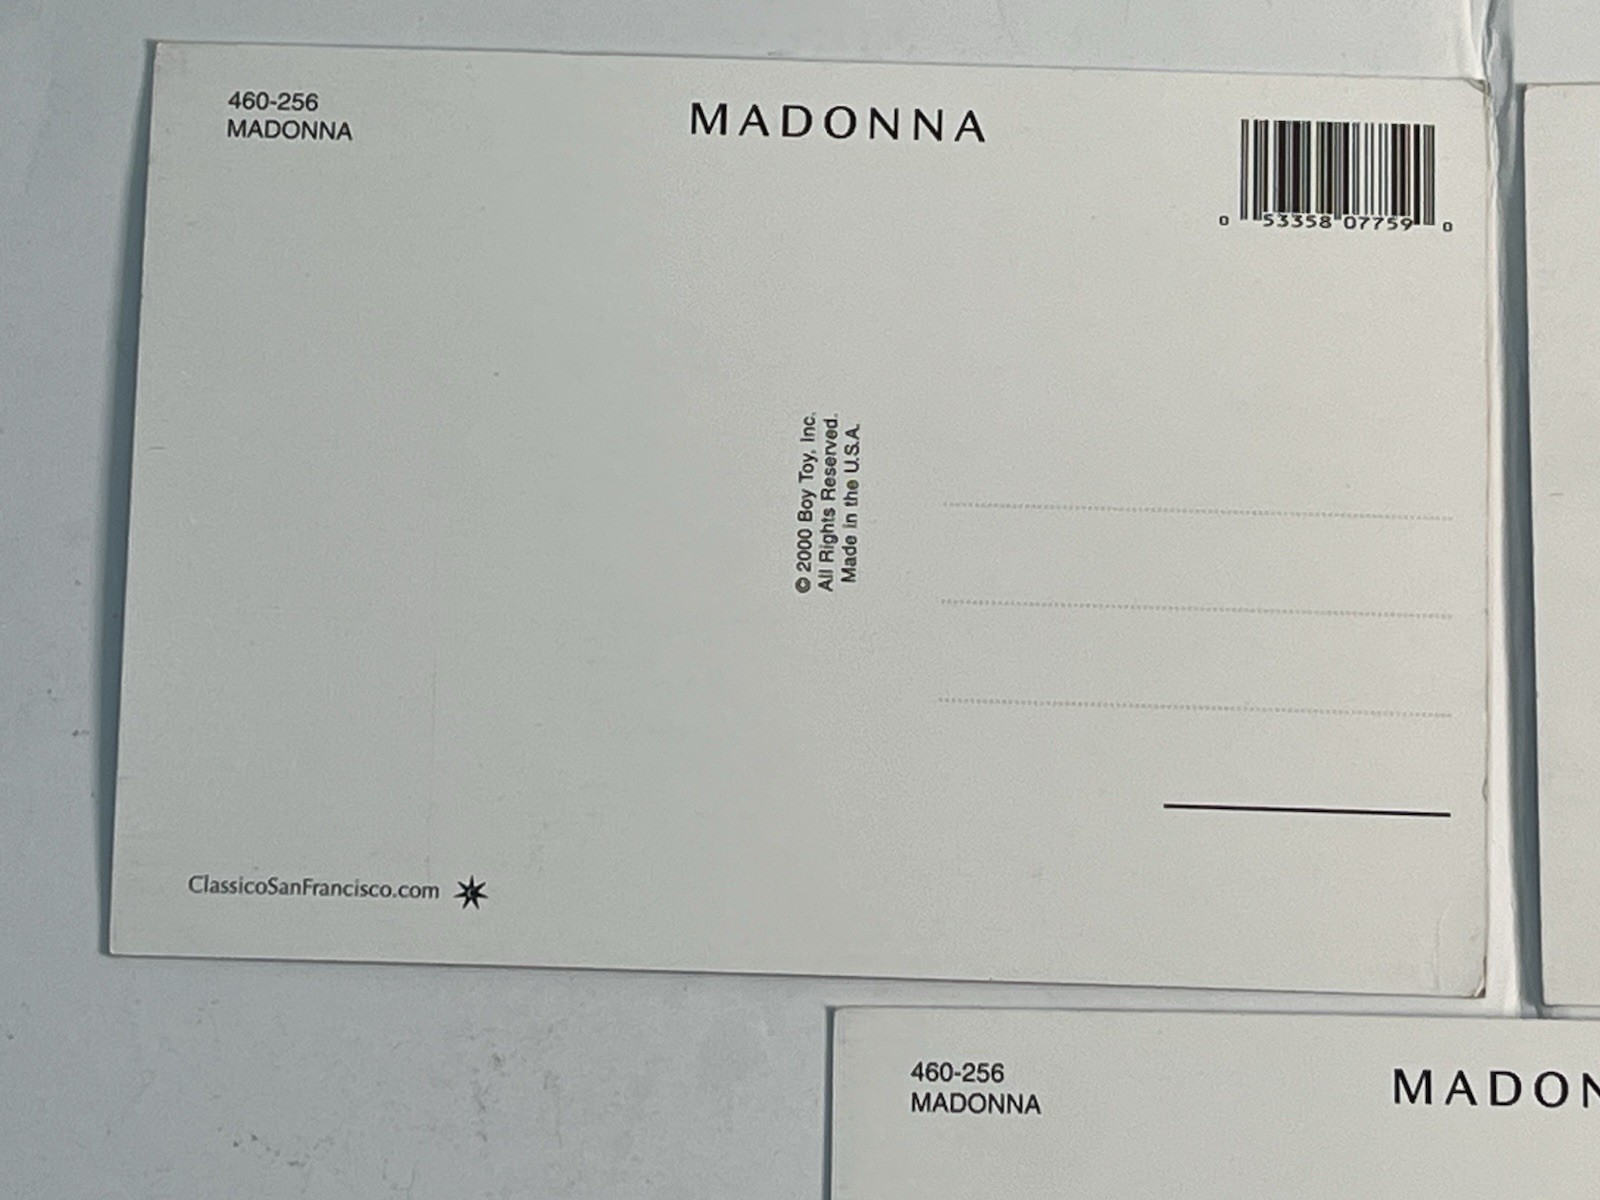 460-256
MADONNA
MADONNA
0 53358 07759 0
© 2000 Boy Toy, Inc.
All Rights Reserved.
Made in the U.S.A.
ClassicoSanFrancisco.com
460-256
MADONNA
MADON